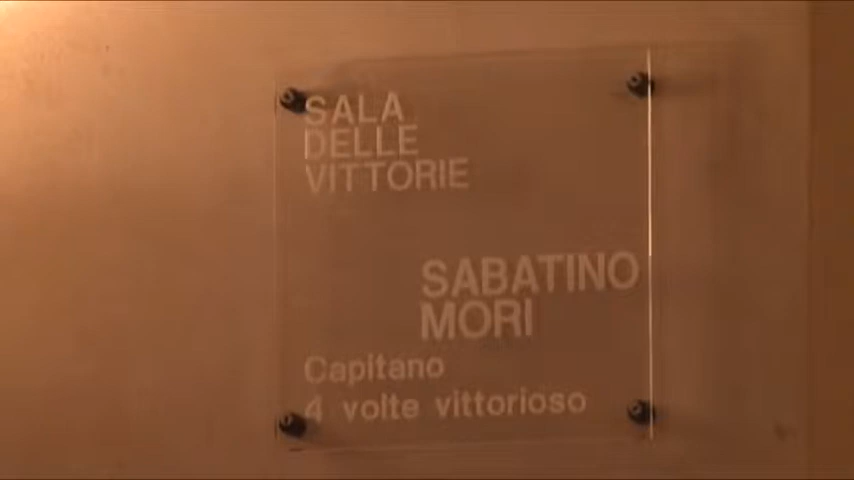 SALA
DELLE
VITTORIE
SABATINO
MORI
Capitano
4 volte vittorioso